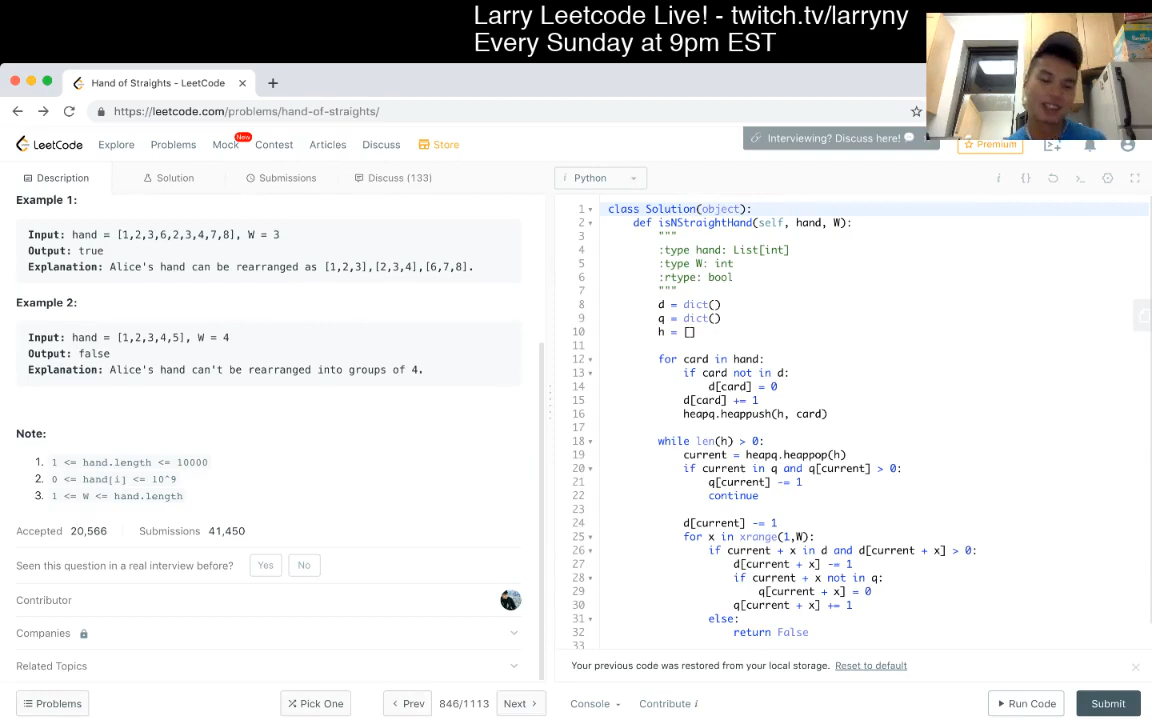 Larry Leetcode Live! - twitch.tv/larryny
Every Sunday at 9pm EST
Hand of Straights - LeetCode
https://leetcode.com/problems/hand-of-straights/
LeetCode Explore Problems Mock New Contest Articles Discuss Store
Interviewing? Discuss here!
Premium
Description Solution Submissions Discuss (133)
i Python
Example 1:
Input: hand = [1,2,3,6,2,3,4,7,8], W = 3
Output: true
Explanation: Alice's hand can be rearranged as [1,2,3],[2,3,4],[6,7,8].
Example 2:
Input: hand = [1,2,3,4,5], W = 4
Output: false
Explanation: Alice's hand can't be rearranged into groups of 4.
Note:
1. 1 <= hand.length <= 10000
2. 0 <= hand[i] <= 10^9
3. 1 <= W <= hand.length
Accepted 20,566 Submissions 41,450
Seen this question in a real interview before? Yes No
Contributor
Companies
Related Topics
Problems Pick One Prev 846/1113 Next
1 class Solution(object):
2 def isNStraightHand(self, hand, W):
3 """
4 :type hand: List[int]
5 :type W: int
6 :rtype: bool
7 """
8 d = dict()
9 q = dict()
10 h = []
11
12 for card in hand:
13 if card not in d:
14 d[card] = 0
15 d[card] += 1
16 heapq.heappush(h, card)
17
18 while len(h) > 0:
19 current = heapq.heappop(h)
20 if current in q and q[current] > 0:
21 q[current] -= 1
22 continue
23
24 d[current] -= 1
25 for x in xrange(1,W):
26 if current + x in d and d[current + x] > 0:
27 d[current + x] -= 1
28 if current + x not in q:
29 q[current + x] = 0
30 q[current + x] += 1
31 else:
32 return False
33
Your previous code was restored from your local storage. Reset to default
Console Contribute i Run Code Submit